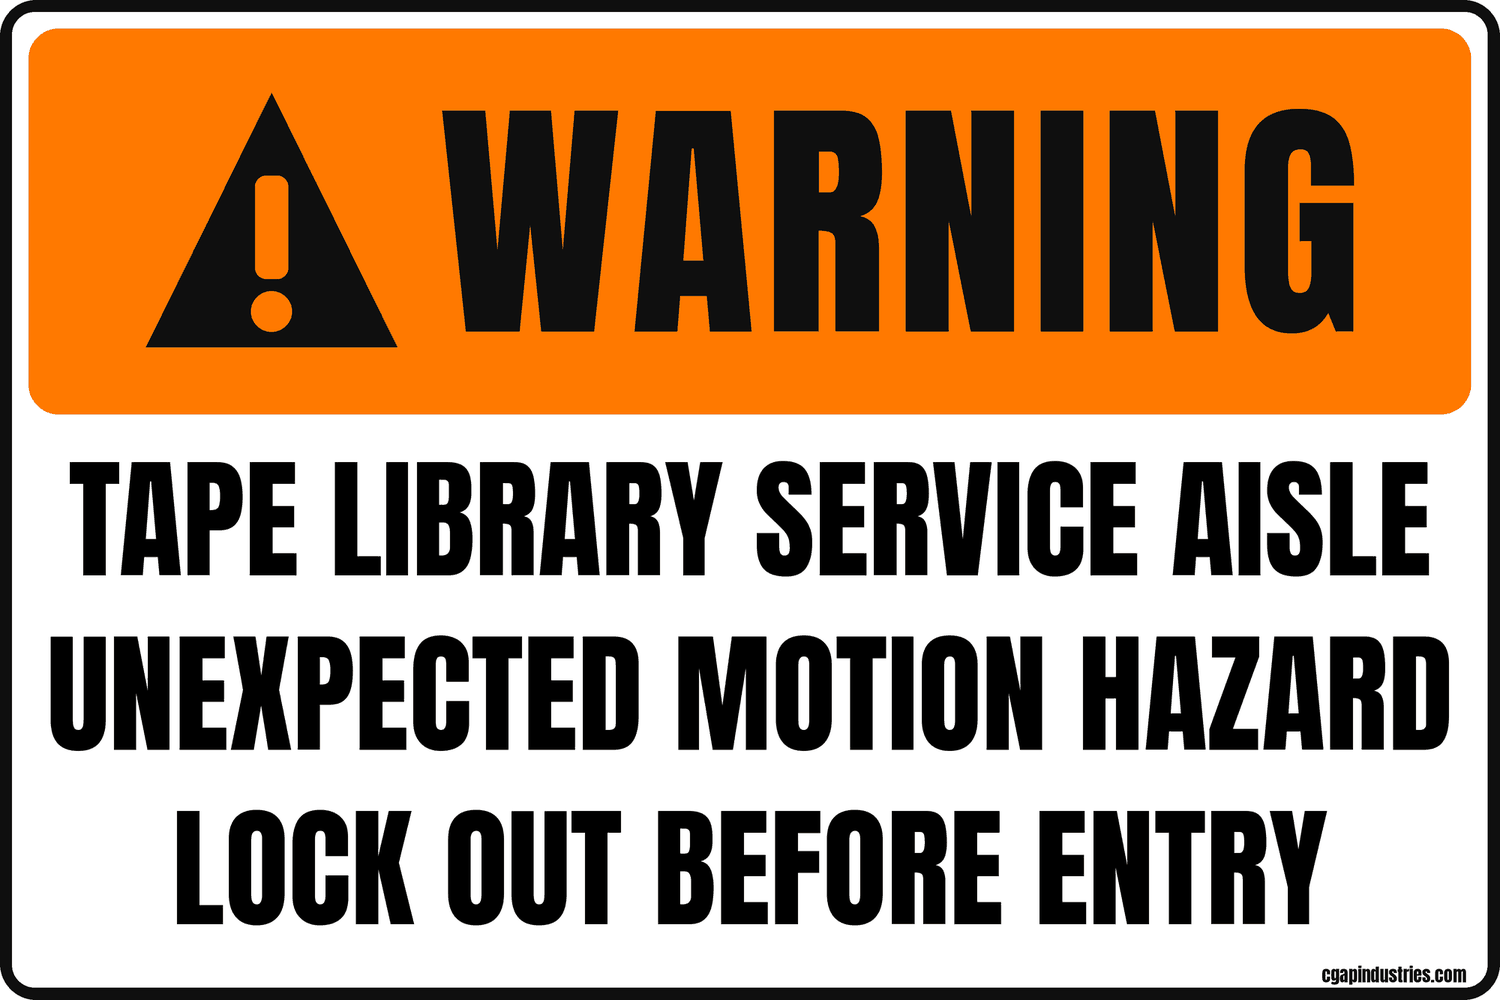 WARNING
TAPE LIBRARY SERVICE AISLE
UNEXPECTED MOTION HAZARD
LOCK OUT BEFORE ENTRY
cgapindustries.com